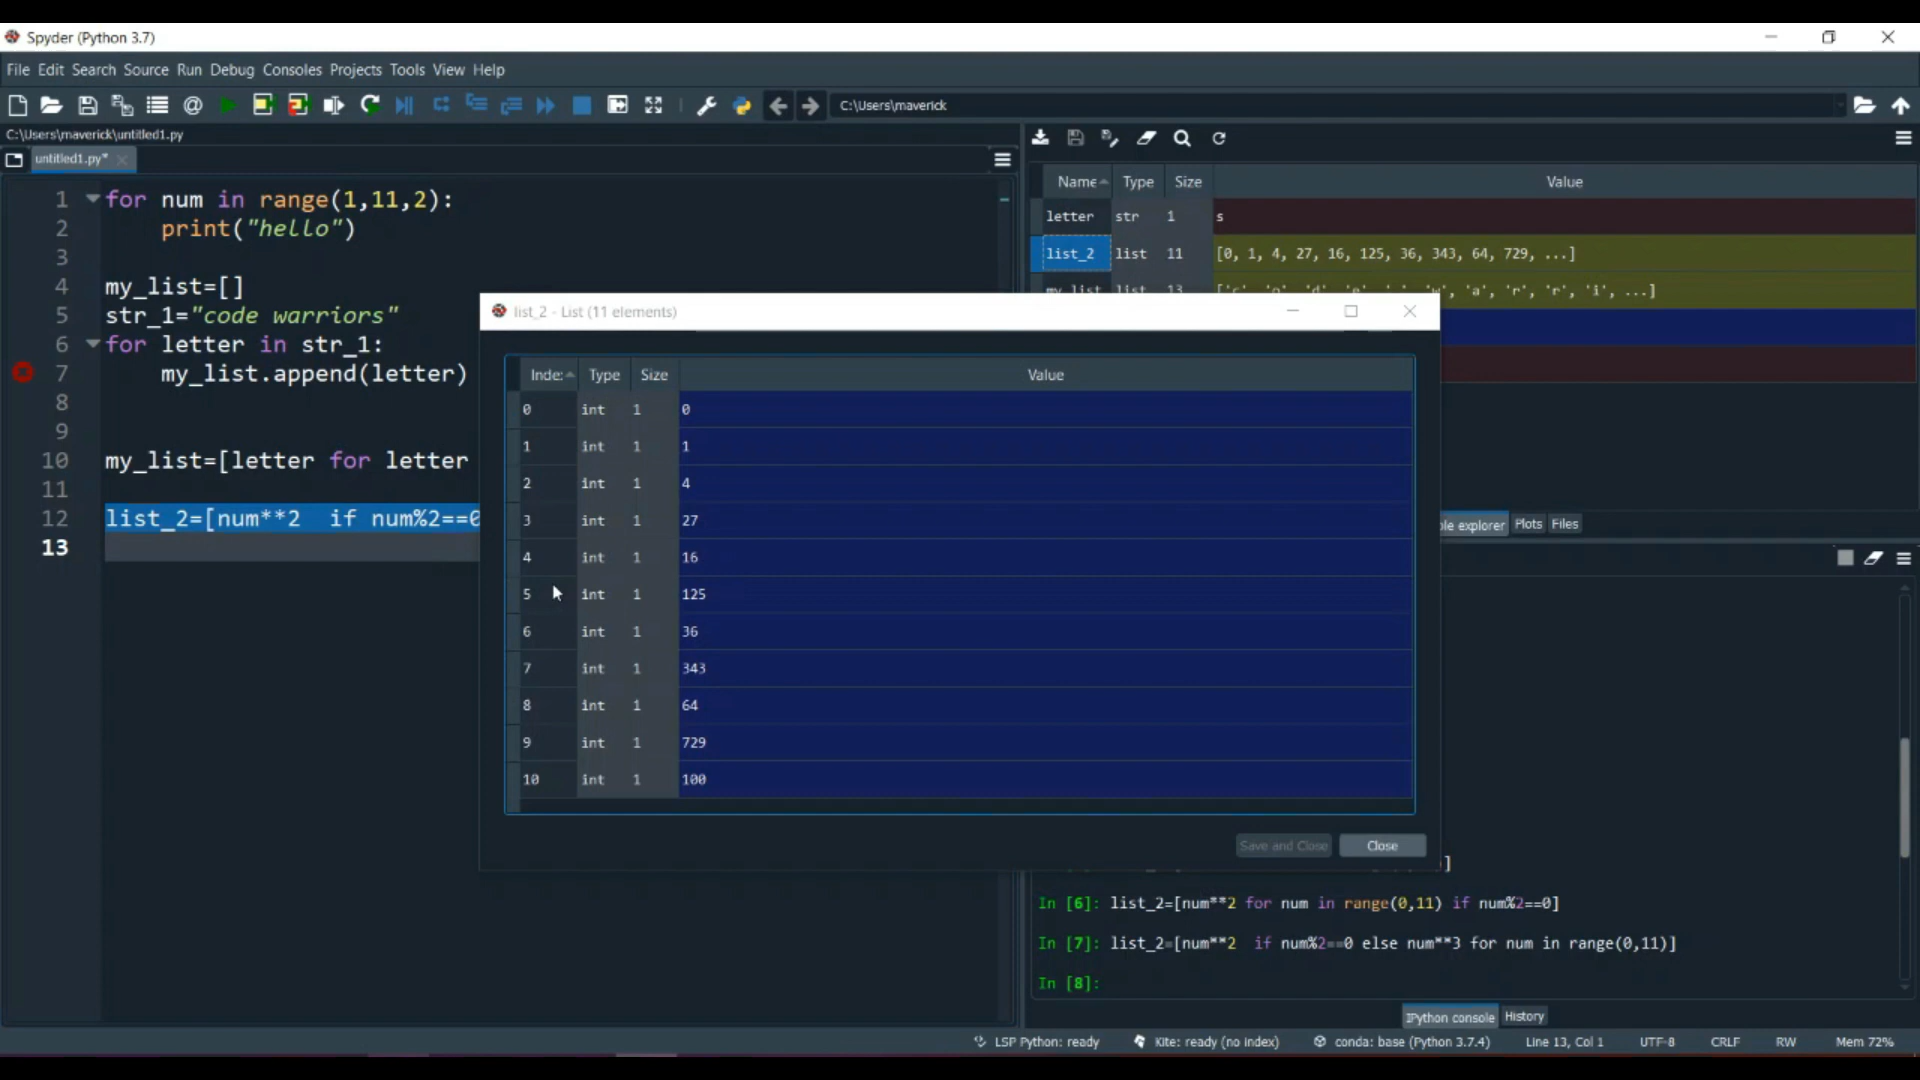 Spyder (Python 3.7)
File Edit Search Source Run Debug Consoles Projects Tools View Help
C:\Users\maverick
C:\Users\maverick\untitled1.py
untitled1.py*
1 for num in range(1,11,2):
2 print("hello")
3
4 my_list=[]
5 str_1="code warriors"
6 for letter in str_1:
7 my_list.append(letter)
8
9
10 my_list=[letter for letter
11
12 list_2=[num**2  if num%2==0
13
Name Type Size Value
letter str 1 s
list_2 list 11 [0, 1, 4, 27, 16, 125, 36, 343, 64, 729, ...]
my_list list 13 ['c', 'o', 'd', 'e', ' ', 'w', 'a', 'r', 'r', 'i', ...]
list_2 - List (11 elements)
Inde: Type Size Value
0 int 1 0
1 int 1 1
2 int 1 4
3 int 1 27
4 int 1 16
5 int 1 125
6 int 1 36
7 int 1 343
8 int 1 64
9 int 1 729
10 int 1 100
Save and Close Close
explorer Plots Files
]
In [6]: list_2=[num**2 for num in range(0,11) if num%2==0]
In [7]: list_2=[num**2  if num%2==0 else num**3 for num in range(0,11)]
In [8]:
IPython console History
LSP Python: ready Kite: ready (no index) conda: base (Python 3.7.4) Line 13, Col 1 UTF-8 CRLF RW Mem 72%